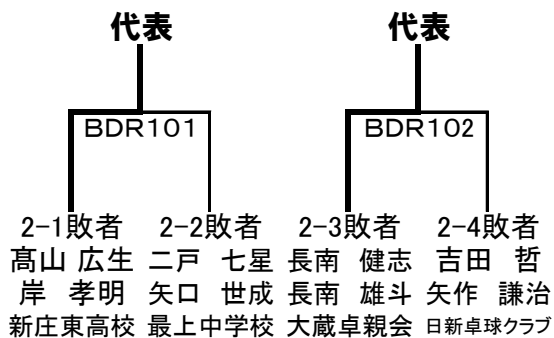 代表 代表
BDR101 BDR102
2-1敗者 2-2敗者 2-3敗者 2-4敗者
髙山 広生 二戸 七星 長南 健志 吉田 哲
岸 孝明 矢口 世成 長南 雄斗 矢作 謙治
新庄東高校 最上中学校 大蔵卓親会 日新卓球クラブ